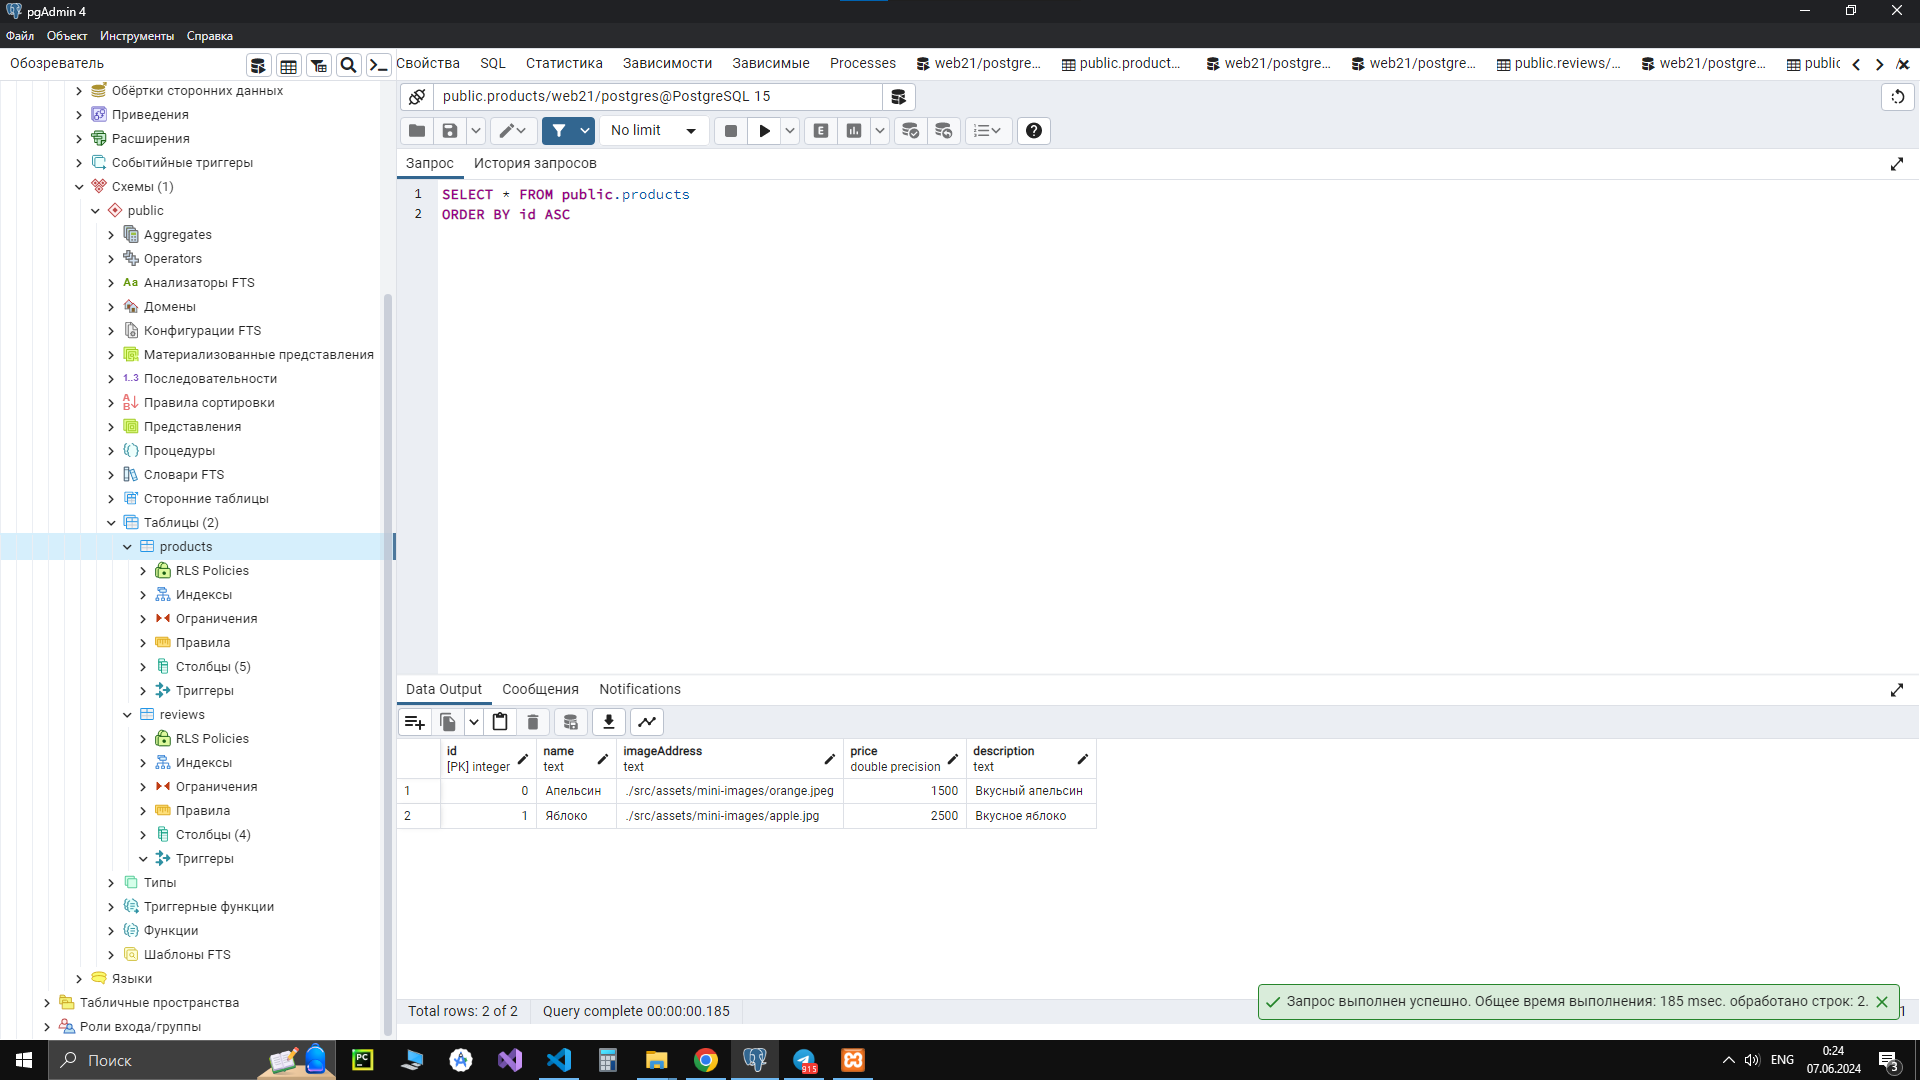 pgAdmin 4
Файл Объект Инструменты Справка
Обозреватель
Свойства SQL Статистика Зависимости Зависимые Processes web21/postgre... public.product... web21/postgre... web21/postgre... public.reviews/... web21/postgre... public
Обёртки сторонних данных
Приведения
Расширения
Событийные триггеры
Схемы (1)
public
Aggregates
Operators
Aa Анализаторы FTS
Домены
Конфигурации FTS
Материализованные представления
1..3 Последовательности
Правила сортировки
Представления
Процедуры
Словари FTS
Сторонние таблицы
Таблицы (2)
products
RLS Policies
Индексы
Ограничения
Правила
Столбцы (5)
Триггеры
reviews
RLS Policies
Индексы
Ограничения
Правила
Столбцы (4)
Триггеры
Типы
Триггерные функции
Функции
Шаблоны FTS
Языки
Табличные пространства
Роли входа/группы
public.products/web21/postgres@PostgreSQL 15
No limit
E
Запрос История запросов
1 SELECT * FROM public.products
2 ORDER BY id ASC
Data Output Сообщения Notifications
id name imageAddress price description
[PK] integer text text double precision text
1 0 Апельсин ./src/assets/mini-images/orange.jpeg 1500 Вкусный апельсин
2 1 Яблоко ./src/assets/mini-images/apple.jpg 2500 Вкусное яблоко
Total rows: 2 of 2 Query complete 00:00:00.185
Запрос выполнен успешно. Общее время выполнения: 185 msec. обработано строк: 2.
1
Поиск
PC
915
ENG
0:24
07.06.2024
3